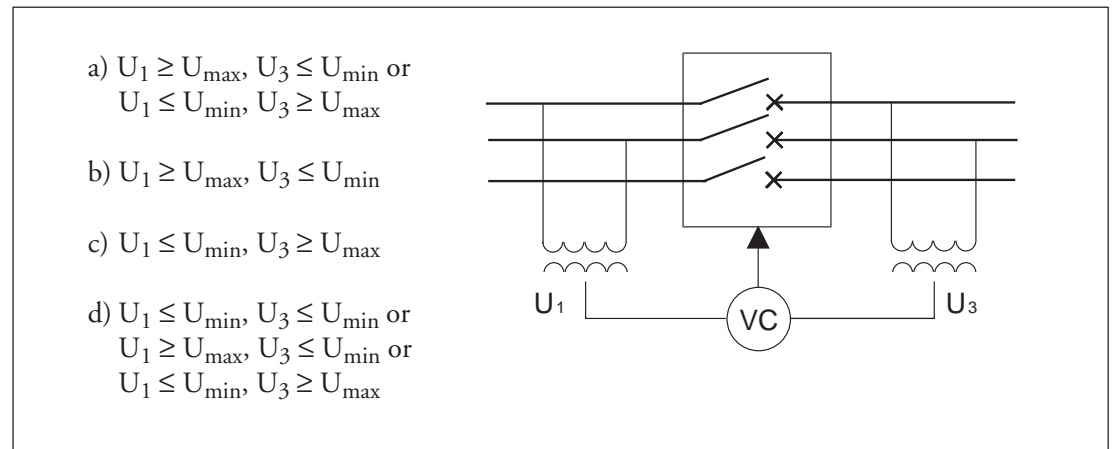 a) U₁ ≥ Uₘₐₓ, U₃ ≤ Uₘᵢₙ or
U₁ ≤ Uₘᵢₙ, U₃ ≥ Uₘₐₓ
b) U₁ ≥ Uₘₐₓ, U₃ ≤ Uₘᵢₙ
c) U₁ ≤ Uₘᵢₙ, U₃ ≥ Uₘₐₓ
d) U₁ ≤ Uₘᵢₙ, U₃ ≤ Uₘᵢₙ or
U₁ ≥ Uₘₐₓ, U₃ ≤ Uₘᵢₙ or
U₁ ≤ Uₘᵢₙ, U₃ ≥ Uₘₐₓ
U₁
VC
U₃